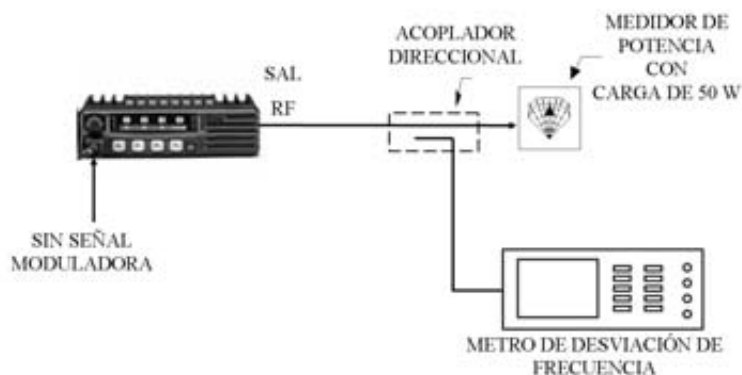 ACOPLADOR
DIRECCIONAL
MEDIDOR DE
POTENCIA
CON
CARGA DE 50 W
SAL
RF
SIN SEÑAL
MODULADORA
METRO DE DESVIACIÓN DE
FRECUENCIA